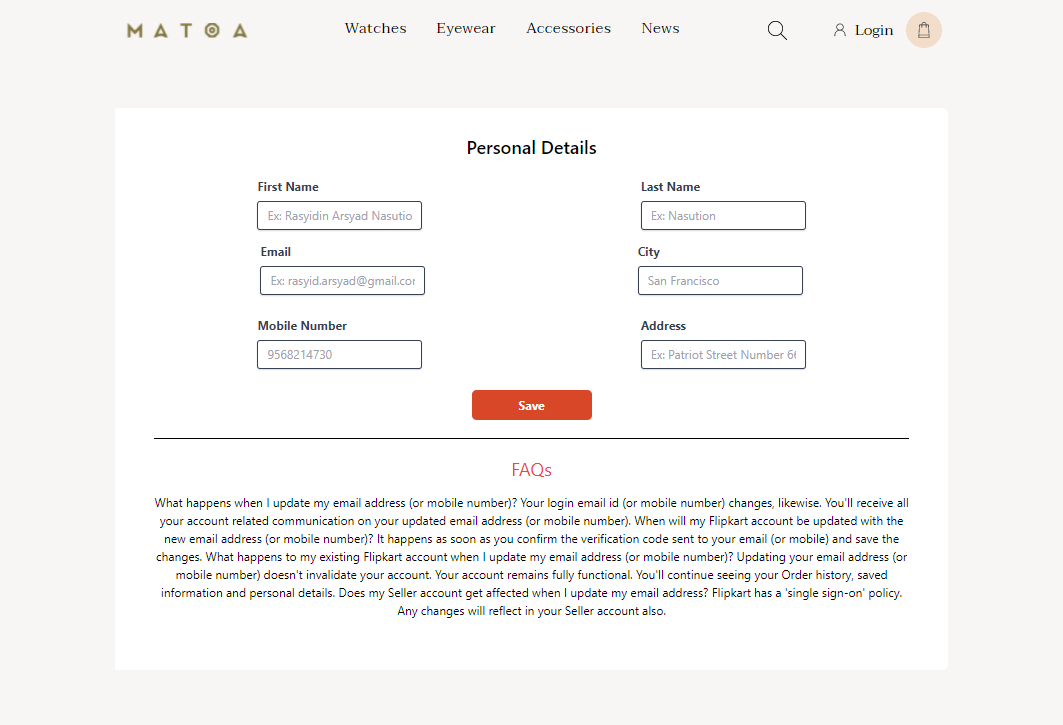 MATOA
Watches Eyewear Accessories News Login
Personal Details
First Name Last Name
Ex: Rasyidin Arsyad Nasutio Ex: Nasution
Email City
Ex: rasyid.arsyad@gmail.cor San Francisco
Mobile Number Address
9568214730 Ex: Patriot Street Number 66
Save
FAQs
What happens when I update my email address (or mobile number)? Your login email id (or mobile number) changes, likewise. You'll receive all
your account related communication on your updated email address (or mobile number). When will my Flipkart account be updated with the
new email address (or mobile number)? It happens as soon as you confirm the verification code sent to your email (or mobile) and save the
changes. What happens to my existing Flipkart account when I update my email address (or mobile number)? Updating your email address (or
mobile number) doesn't invalidate your account. Your account remains fully functional. You'll continue seeing your Order history, saved
information and personal details. Does my Seller account get affected when I update my email address? Flipkart has a 'single sign-on' policy.
Any changes will reflect in your Seller account also.